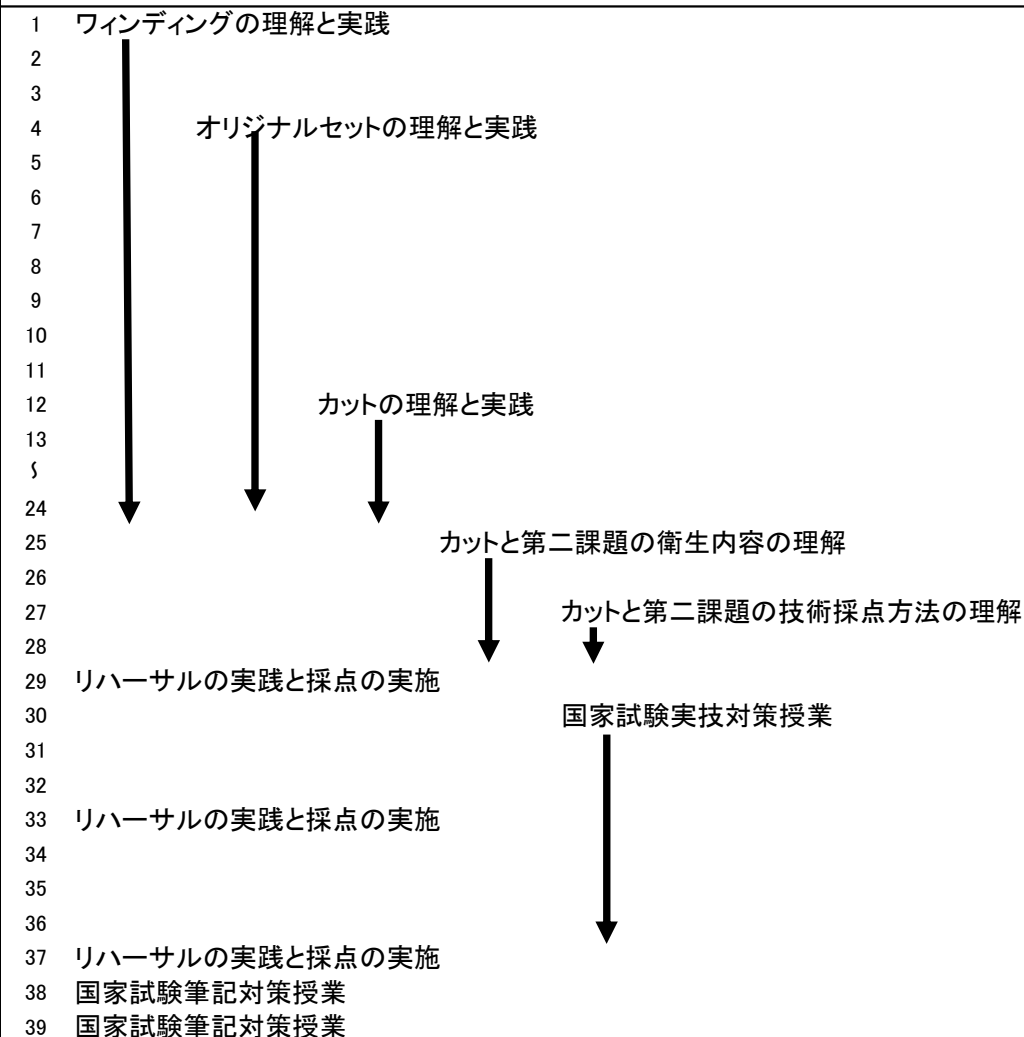 1 ワィンディングの理解と実践
2
3
4 オリジナルセットの理解と実践
5
6
7
8
9
10
11
12 カットの理解と実践
13
〜
24
25 カットと第二課題の衛生内容の理解
26
27 カットと第二課題の技術採点方法の理解
28
29 リハーサルの実践と採点の実施
30 国家試験実技対策授業
31
32
33 リハーサルの実践と採点の実施
34
35
36
37 リハーサルの実践と採点の実施
38 国家試験筆記対策授業
39 国家試験筆記対策授業